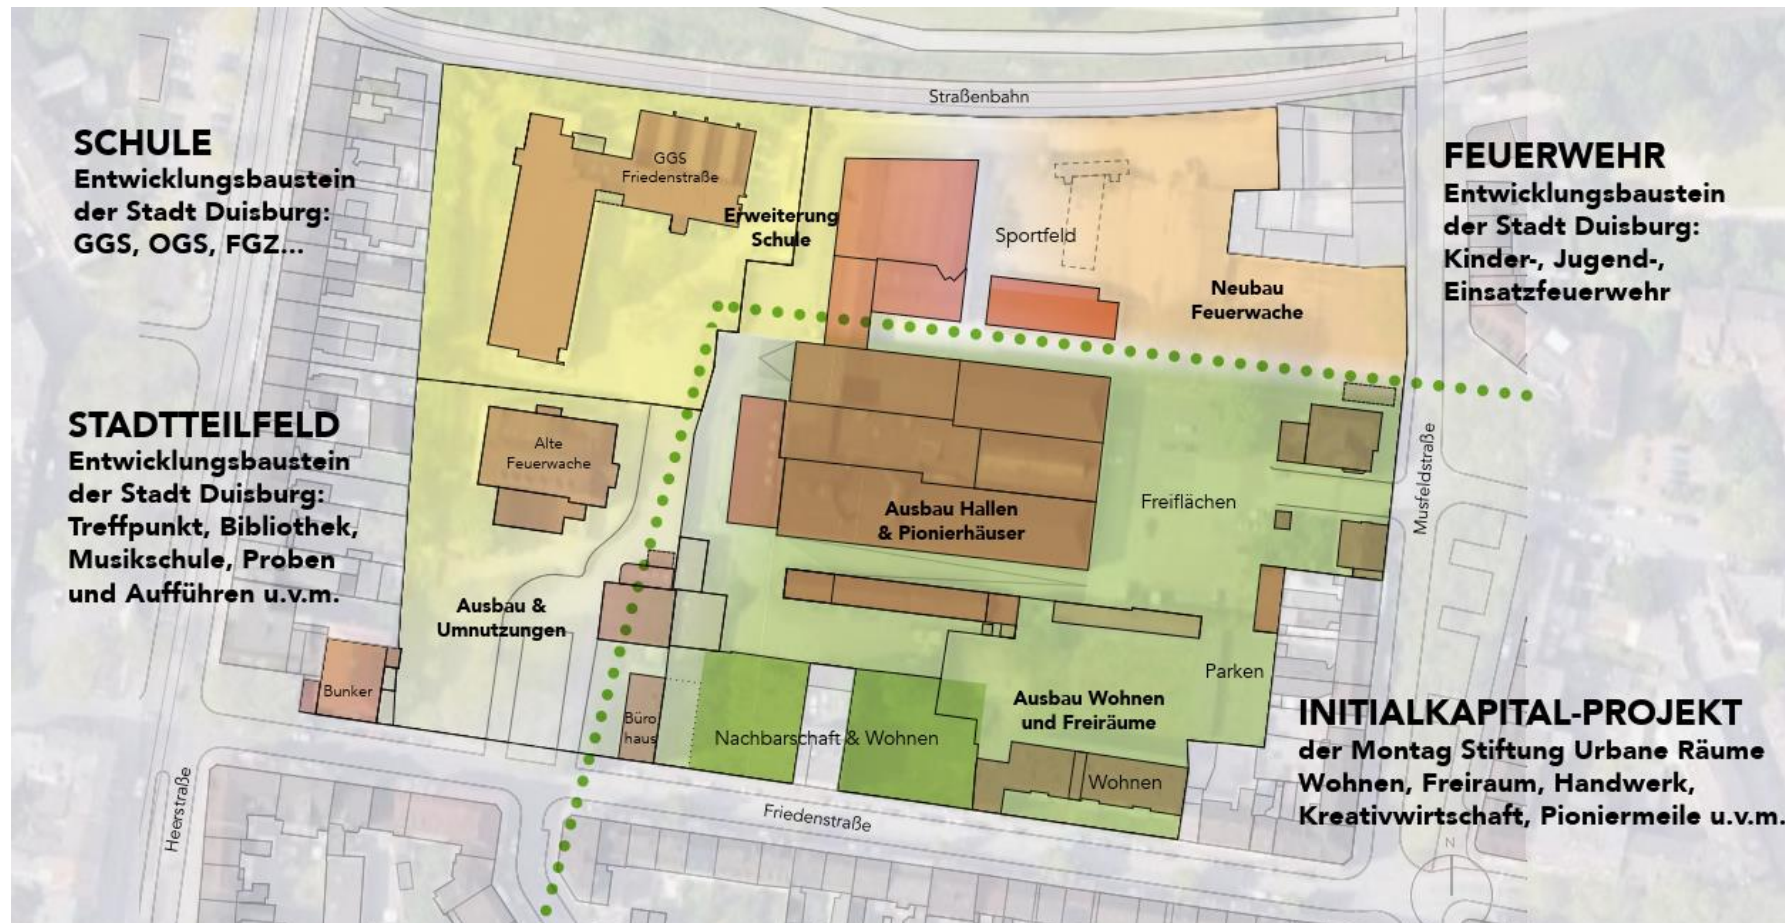 Straßenbahn
SCHULE
Entwicklungsbaustein
der Stadt Duisburg:
GGS, OGS, FGZ...
GGS
Friedenstraße
Erweiterung
Schule
Sportfeld
Neubau
Feuerwache
FEUERWEHR
Entwicklungsbaustein
der Stadt Duisburg:
Kinder-, Jugend-,
Einsatzfeuerwehr
STADTTEILFELD
Entwicklungsbaustein
der Stadt Duisburg:
Treffpunkt, Bibliothek,
Musikschule, Proben
und Aufführen u.v.m.
Alte
Feuerwache
Ausbau Hallen
& Pionierhäuser
Freiflächen
Musfeldstraße
Ausbau &
Umnutzungen
Bunker
Büro
haus
Nachbarschaft & Wohnen
Ausbau Wohnen
und Freiräume
Parken
Wohnen
INITIALKAPITAL-PROJEKT
der Montag Stiftung Urbane Räume
Wohnen, Freiraum, Handwerk,
Kreativwirtschaft, Pioniermeile u.v.m.
Heerstraße
Friedenstraße
N